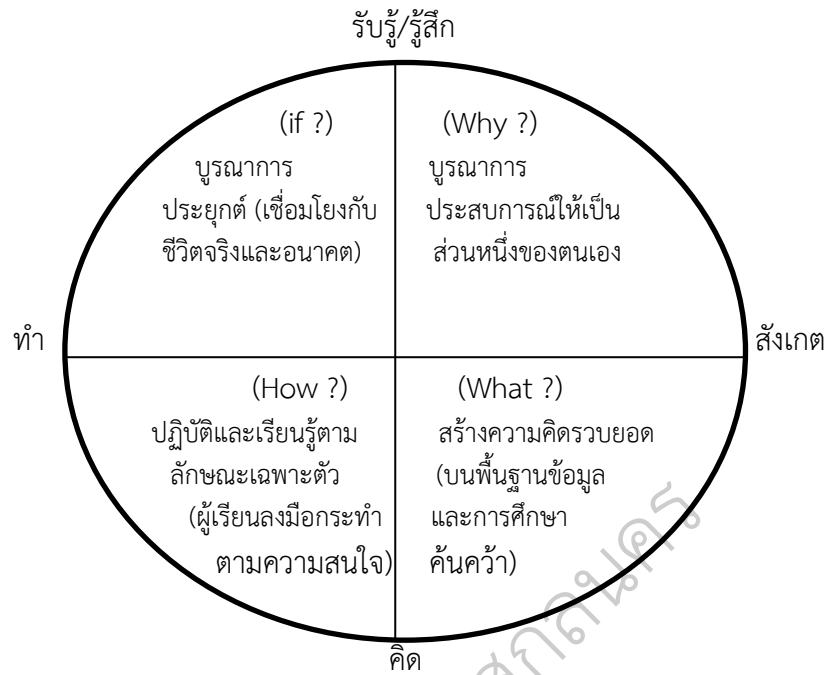 รับรู้/รู้สึก
(if ?)
บูรณาการ
ประยุกต์ (เชื่อมโยงกับ
ชีวิตจริงและอนาคต)
(Why ?)
บูรณาการ
ประสบการณ์ให้เป็น
ส่วนหนึ่งของตนเอง
ทำ
สังเกต
(How ?)
ปฏิบัติและเรียนรู้ตาม
ลักษณะเฉพาะตัว
(ผู้เรียนลงมือกระทำ
ตามความสนใจ)
(What ?)
สร้างความคิดรวบยอด
(บนพื้นฐานข้อมูล
และการศึกษา
ค้นคว้า)
คิด